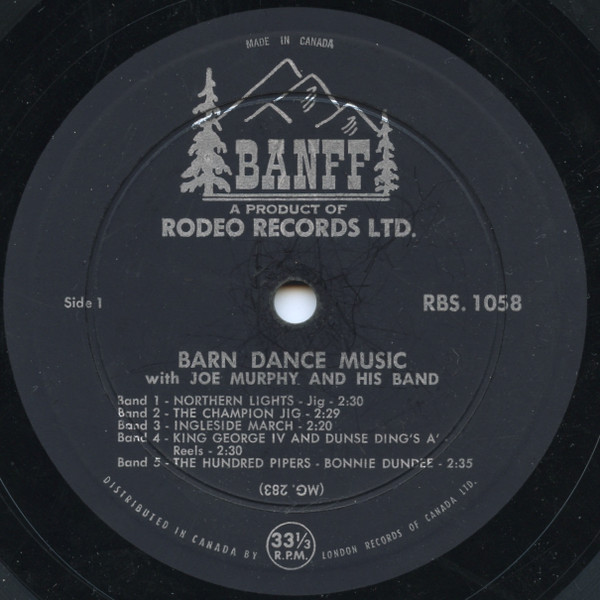 MADE IN CANADA
BANFF
A PRODUCT OF
RODEO RECORDS LTD.
Side 1
RBS. 1058
BARN DANCE MUSIC
with JOE MURPHY AND HIS BAND
Band 1 - NORTHERN LIGHTS - Jig - 2:30
Band 2 - THE CHAMPION JIG - 2:29
Band 3 - INGLESIDE MARCH - 2:20
Band 4 - KING GEORGE IV AND DUNSE DING'S A'
Reels - 2:30
Band 5 - THE HUNDRED PIPERS - BONNIE DUNDEE - 2:35
(MG. 283)
33⅓
R.P.M.
DISTRIBUTED IN CANADA BY LONDON RECORDS OF CANADA LTD.